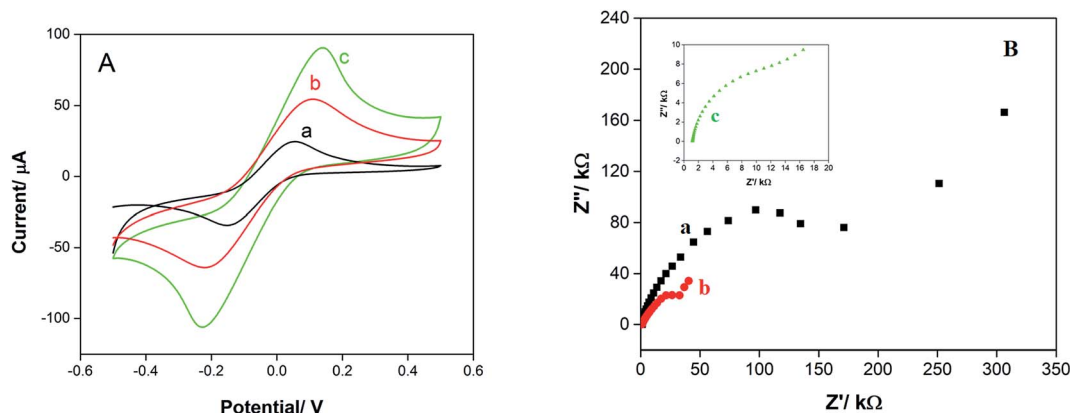 A
c
b
a
100
50
0
-50
-100
Current/ μA
-0.6 -0.4 -0.2 0.0 0.2 0.4 0.6
Potential/ V
B
240
200
160
120
80
40
0
Z''/ kΩ
a
b
0 50 100 150 200 250 300 350
Z'/ kΩ
10
8
6
4
2
0
Z''/ kΩ
c
0 2 4 6 8 10 12 14 16 18 20
Z'/ kΩ